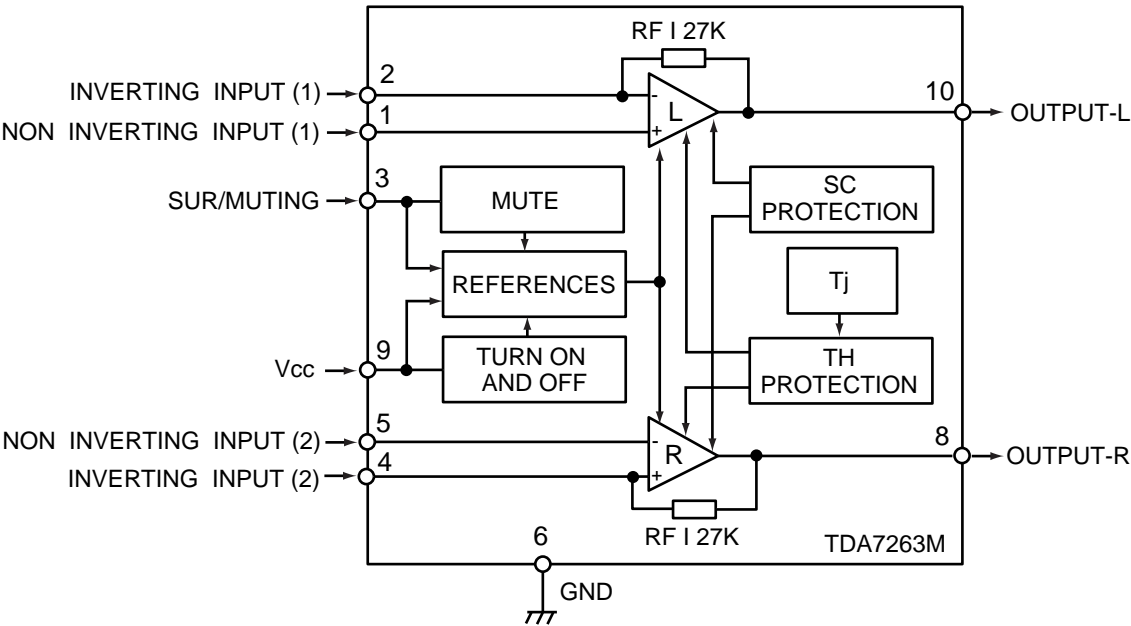 RF I 27K
2
INVERTING INPUT (1)
-
L
10
OUTPUT-L
1
NON INVERTING INPUT (1)
+
3
SUR/MUTING
MUTE
SC
PROTECTION
REFERENCES
Tj
9
Vcc
TURN ON
AND OFF
TH
PROTECTION
5
NON INVERTING INPUT (2)
-
R
8
OUTPUT-R
4
INVERTING INPUT (2)
+
RF I 27K
6
TDA7263M
GND